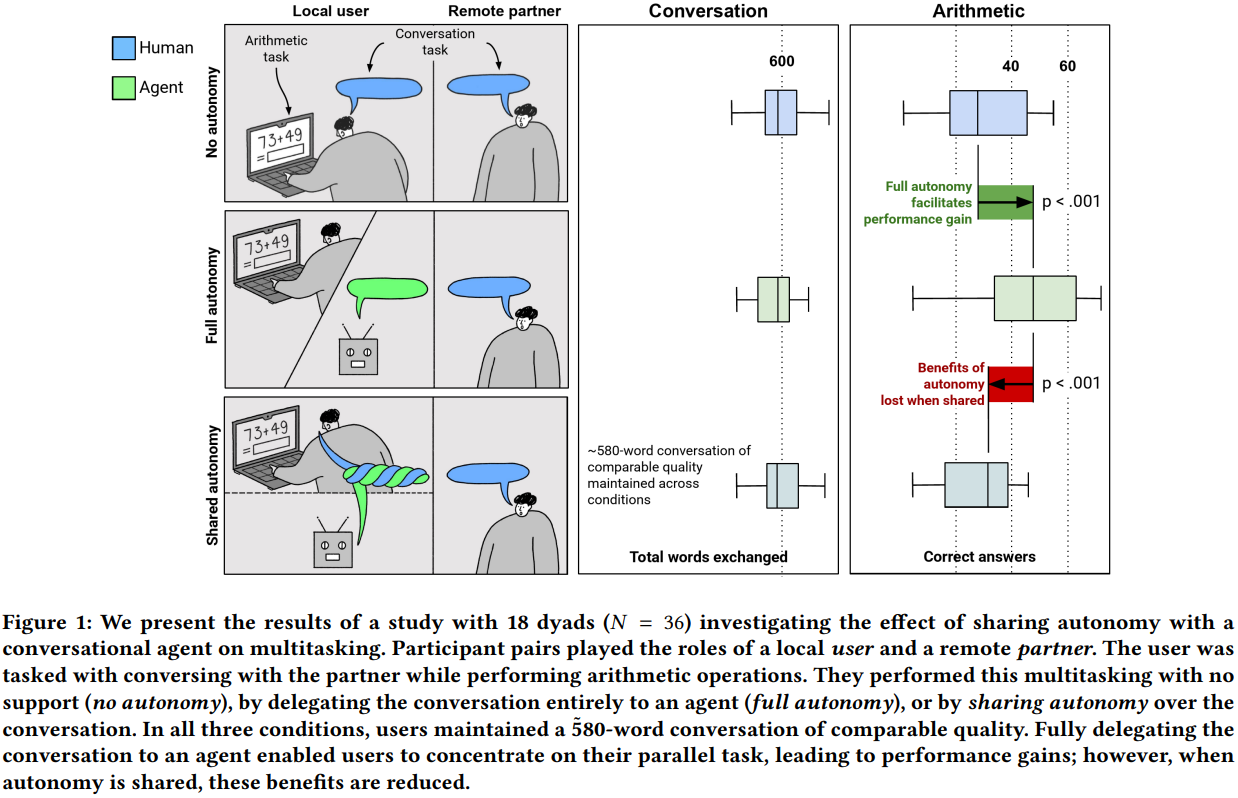 Local user
Remote partner
Conversation
Arithmetic
Human
Agent
No autonomy
Arithmetic
task
Conversation
task
73+49
=
600
40
60
Full autonomy
facilitates
performance gain
p < .001
Full autonomy
73+49
=
Benefits of
autonomy
lost when shared
p < .001
Shared autonomy
73+49
=
~580-word conversation of
comparable quality
maintained across
conditions
Total words exchanged
Correct answers
Figure 1: We present the results of a study with 18 dyads (N = 36) investigating the effect of sharing autonomy with a
conversational agent on multitasking. Participant pairs played the roles of a local user and a remote partner. The user was
tasked with conversing with the partner while performing arithmetic operations. They performed this multitasking with no
support (no autonomy), by delegating the conversation entirely to an agent (full autonomy), or by sharing autonomy over the
conversation. In all three conditions, users maintained a 5̃80-word conversation of comparable quality. Fully delegating the
conversation to an agent enabled users to concentrate on their parallel task, leading to performance gains; however, when
autonomy is shared, these benefits are reduced.